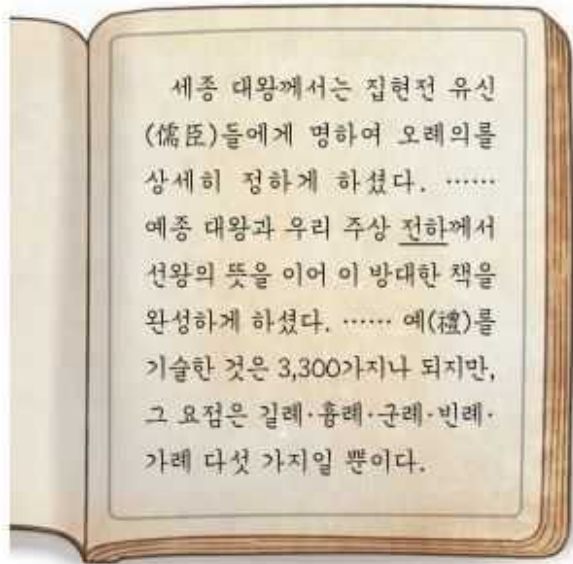 세종 대왕께서는 집현전 유신
(儒臣)들에게 명하여 오례의를
상세히 정하게 하셨다. ……
예종 대왕과 우리 주상 전하께서
선왕의 뜻을 이어 이 방대한 책을
완성하게 하셨다. …… 예(禮)를
기술한 것은 3,300가지나 되지만,
그 요점은 길례·흉례·군례·빈례·
가례 다섯 가지일 뿐이다.